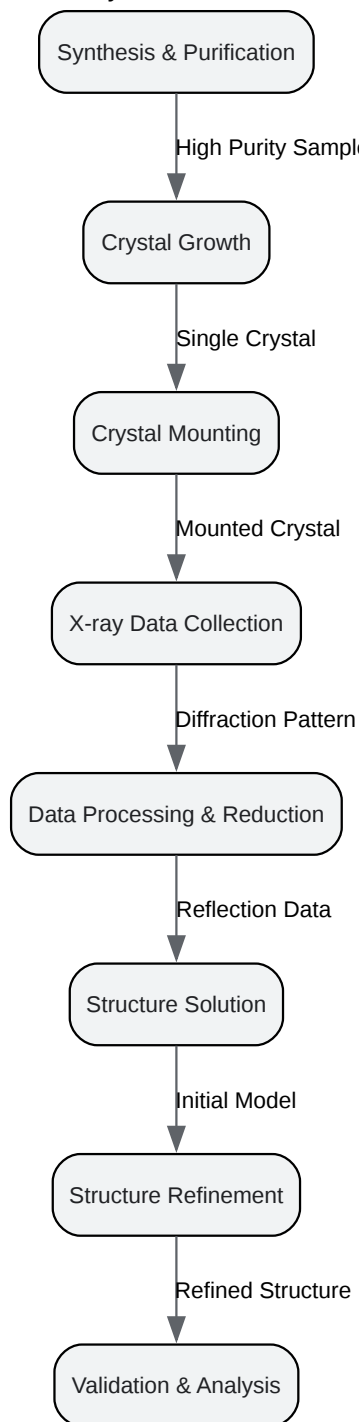 Synthesis & Purification
High Purity Sample
Crystal Growth
Single Crystal
Crystal Mounting
Mounted Crystal
X-ray Data Collection
Diffraction Pattern
Data Processing & Reduction
Reflection Data
Structure Solution
Initial Model
Structure Refinement
Refined Structure
Validation & Analysis